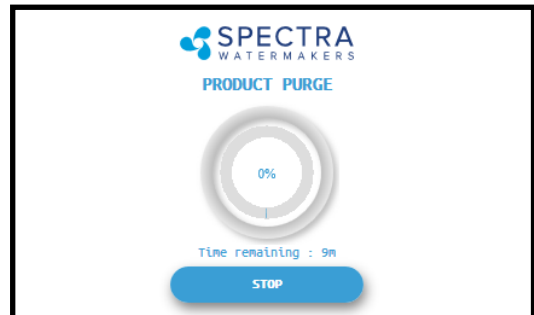 SPECTRA
WATERMAKERS
PRODUCT PURGE
0%
Time remaining : 9m
STOP